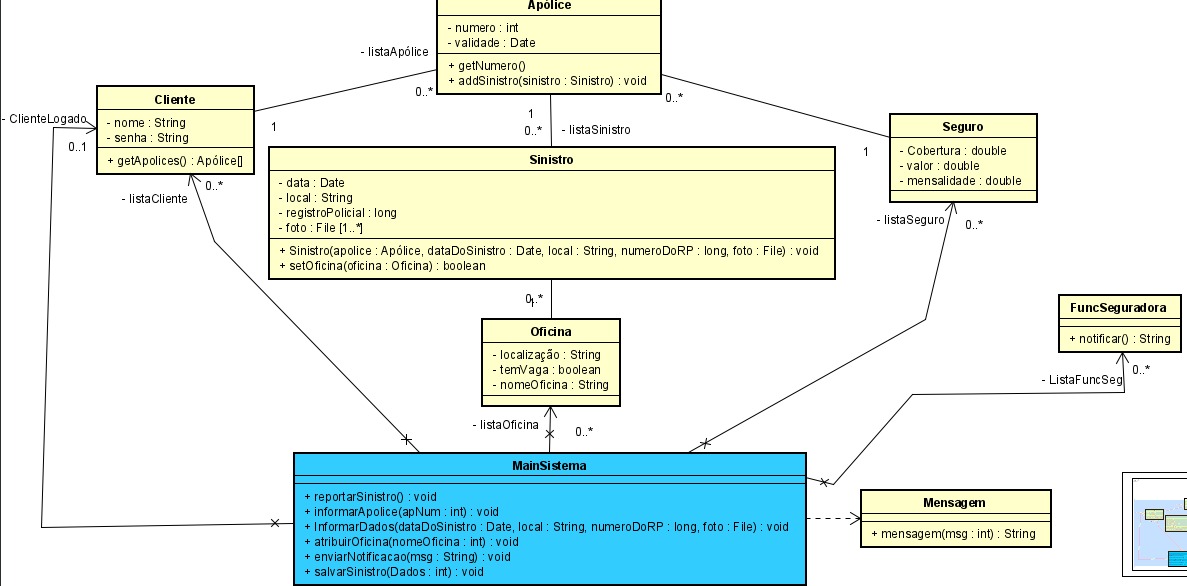 Apólice
- numero : int
- validade : Date
+ getNumero()
+ addSinistro(sinistro : Sinistro) : void
- listaApólice
0..*
0..*
1
0..*
- listaSinistro
Cliente
- nome : String
- senha : String
+ getApolices() : Apólice[]
- ClienteLogado
0..1
1
- listaCliente
0..*
Seguro
- Cobertura : double
- valor : double
- mensalidade : double
1
- listaSeguro
0..*
Sinistro
- data : Date
- local : String
- registroPolicial : long
- foto : File [1..*]
+ Sinistro(apolice : Apólice, dataDoSinistro : Date, local : String, numeroDoRP : long, foto : File) : void
+ setOficina(oficina : Oficina) : boolean
0..*
1
Oficina
- localização : String
- temVaga : boolean
- nomeOficina : String
- listaOficina
0..*
FuncSeguradora
+ notificar() : String
- ListaFuncSeg
0..*
MainSistema
+ reportarSinistro() : void
+ informarApolice(apNum : int) : void
+ InformarDados(dataDoSinistro : Date, local : String, numeroDoRP : long, foto : File) : void
+ atribuirOficina(nomeOficina : int) : void
+ enviarNotificacao(msg : String) : void
+ salvarSinistro(Dados : int) : void
Mensagem
+ mensagem(msg : int) : String